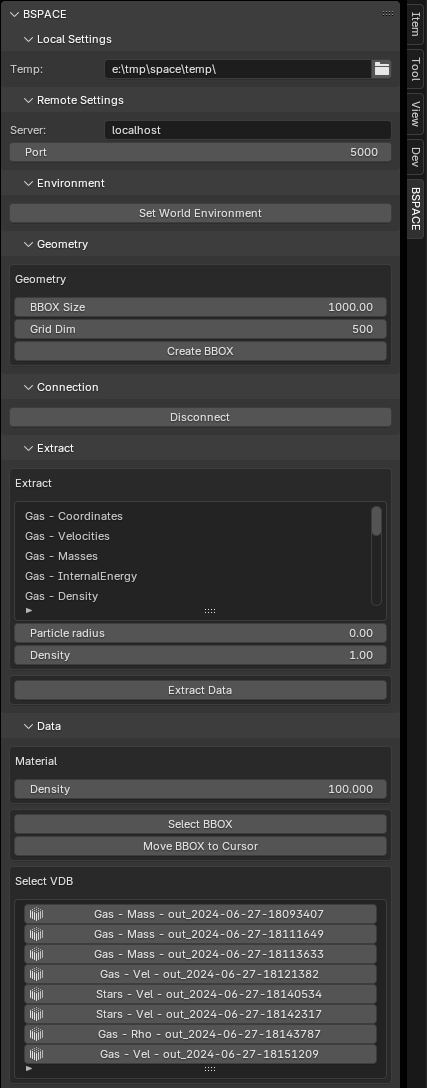 BSPACE
Local Settings
Temp: e:\tmp\space\temp\
Remote Settings
Server: localhost
Port 5000
Environment
Set World Environment
Geometry
Geometry
BBOX Size 1000.00
Grid Dim 500
Create BBOX
Connection
Disconnect
Extract
Extract
Gas - Coordinates
Gas - Velocities
Gas - Masses
Gas - InternalEnergy
Gas - Density
Particle radius 0.00
Density 1.00
Extract Data
Data
Material
Density 100.000
Select BBOX
Move BBOX to Cursor
Select VDB
Gas - Mass - out_2024-06-27-18093407
Gas - Mass - out_2024-06-27-18111649
Gas - Mass - out_2024-06-27-18113633
Gas - Vel - out_2024-06-27-18121382
Stars - Vel - out_2024-06-27-18140534
Stars - Vel - out_2024-06-27-18142317
Gas - Rho - out_2024-06-27-18143787
Gas - Vel - out_2024-06-27-18151209
Item
Tool
View
Dev
BSPACE